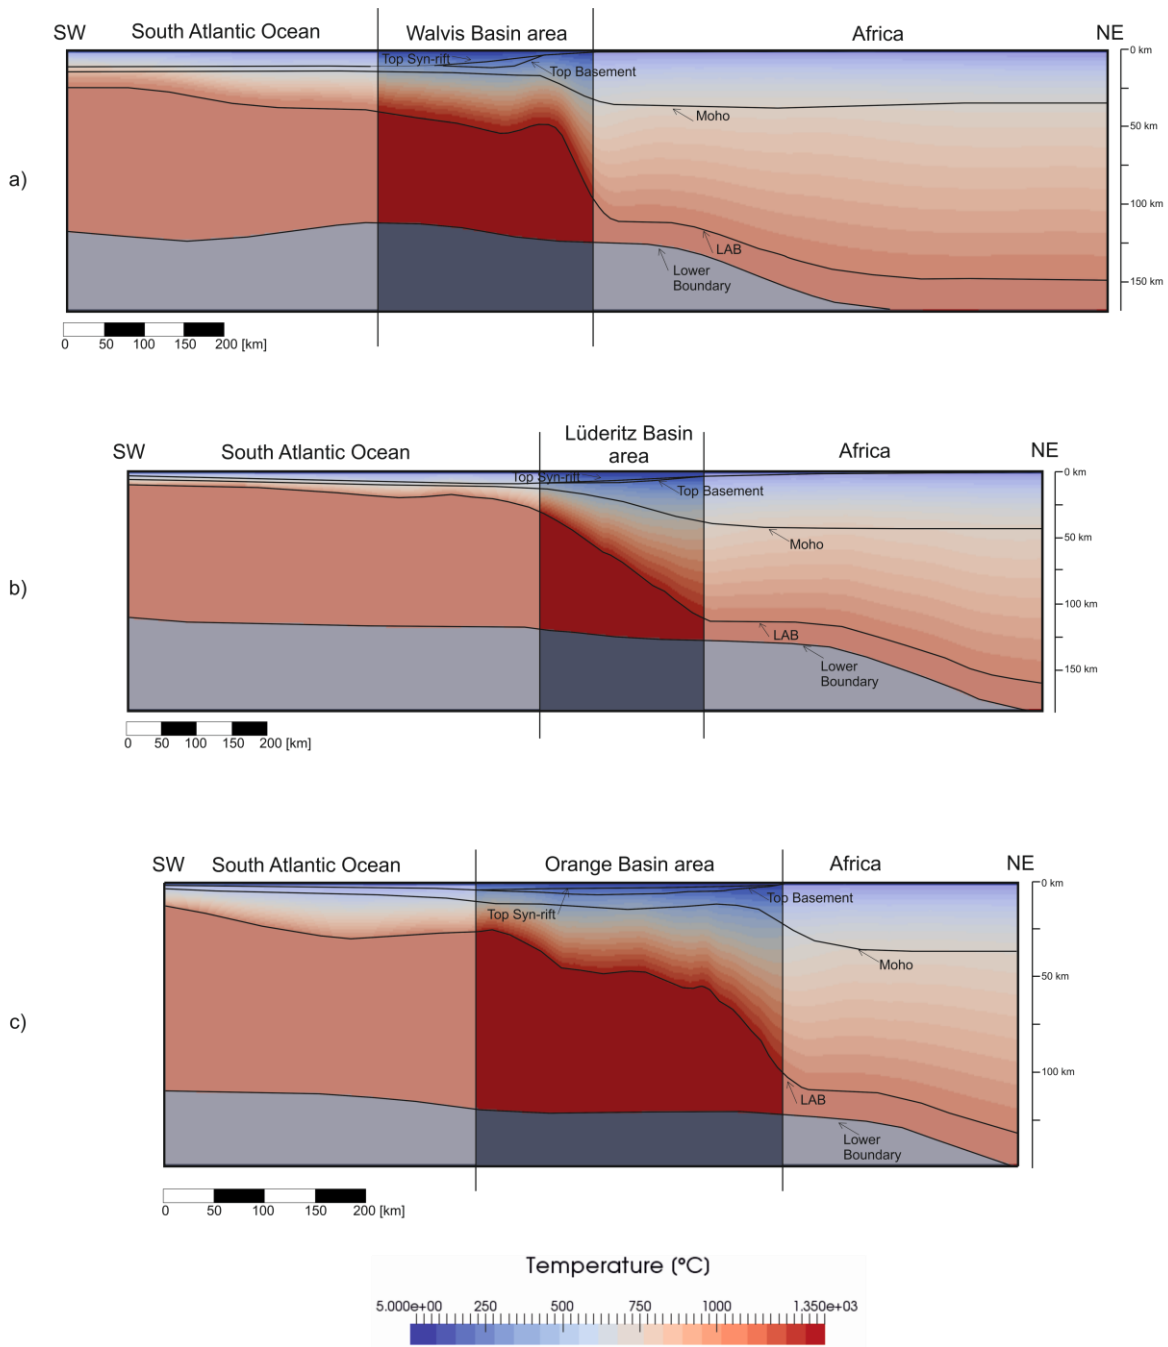 SW South Atlantic Ocean Walvis Basin area Africa NE
0 km
Top Syn-rift
Top Basement
Moho
50 km
a)
100 km
LAB
Lower
Boundary
150 km
0 50 100 150 200 [km]
Lüderitz Basin
area
SW South Atlantic Ocean Africa NE
0 km
Top Syn-rift
Top Basement
50 km
Moho
b)
100 km
LAB
Lower
Boundary
150 km
0 50 100 150 200 [km]
SW South Atlantic Ocean Orange Basin area Africa NE
0 km
Top Basement
Top Syn-rift
Moho
50 km
c)
100 km
LAB
Lower
Boundary
0 50 100 150 200 [km]
Temperature (°C)
5.000e+00 250 500 750 1000 1.350e+03